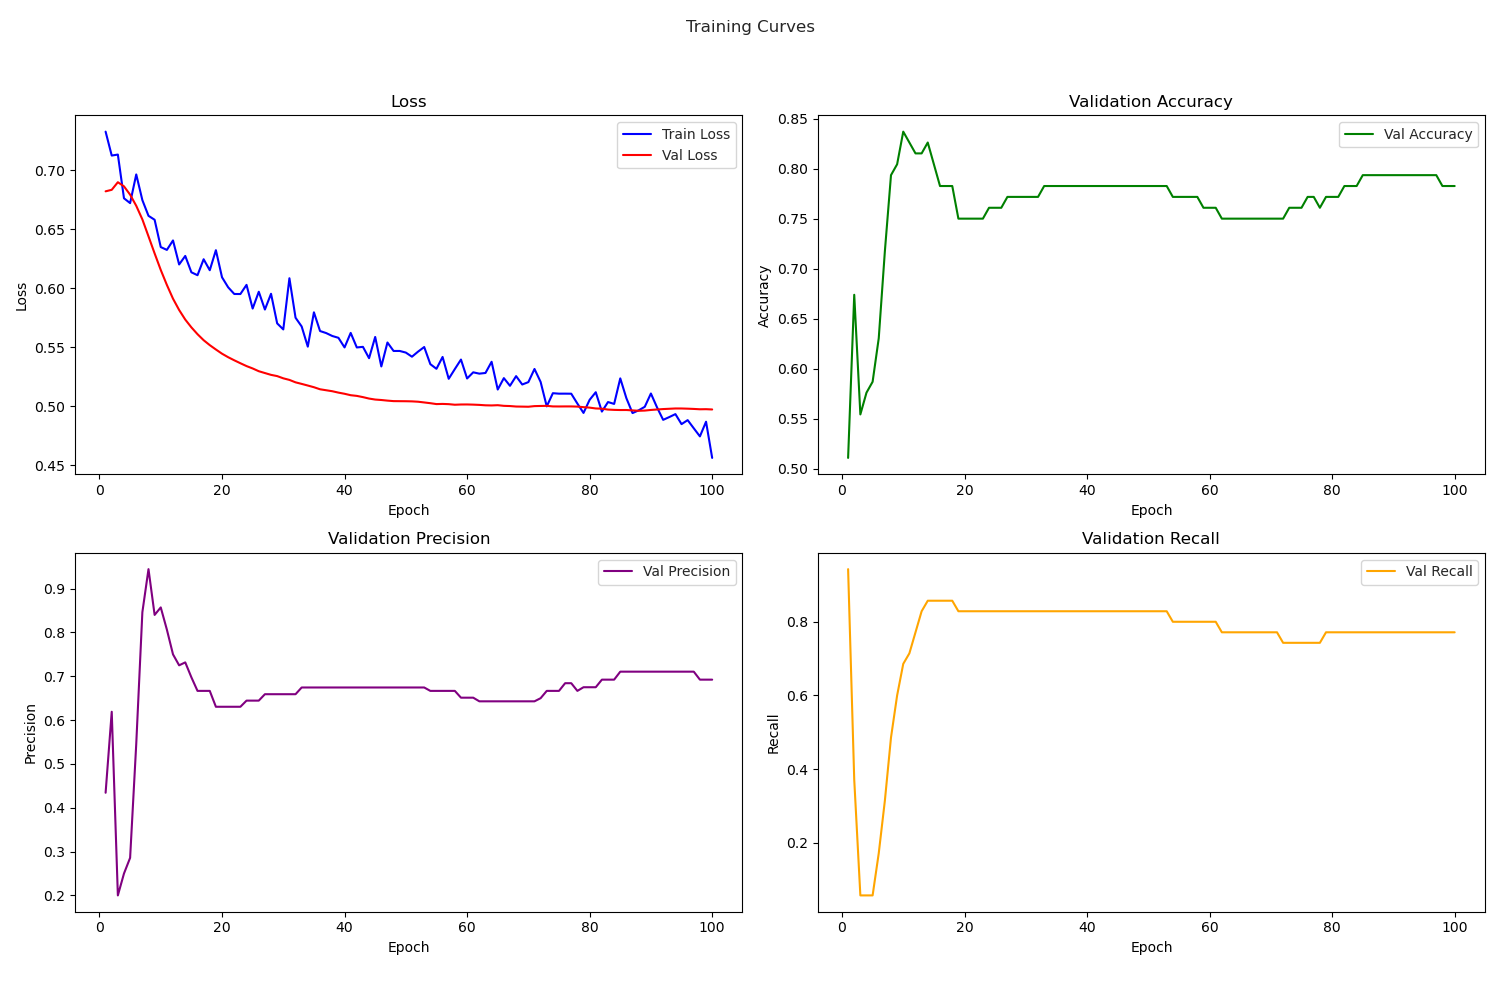 Training Curves
Loss
Train Loss
Val Loss
0.70
0.65
0.60
0.55
0.50
0.45
Loss
0 20 40 60 80 100
Epoch
Validation Accuracy
Val Accuracy
0.85
0.80
0.75
0.70
0.65
0.60
0.55
0.50
Accuracy
0 20 40 60 80 100
Epoch
Validation Precision
Val Precision
0.9
0.8
0.7
0.6
0.5
0.4
0.3
0.2
Precision
0 20 40 60 80 100
Epoch
Validation Recall
Val Recall
0.8
0.6
0.4
0.2
Recall
0 20 40 60 80 100
Epoch